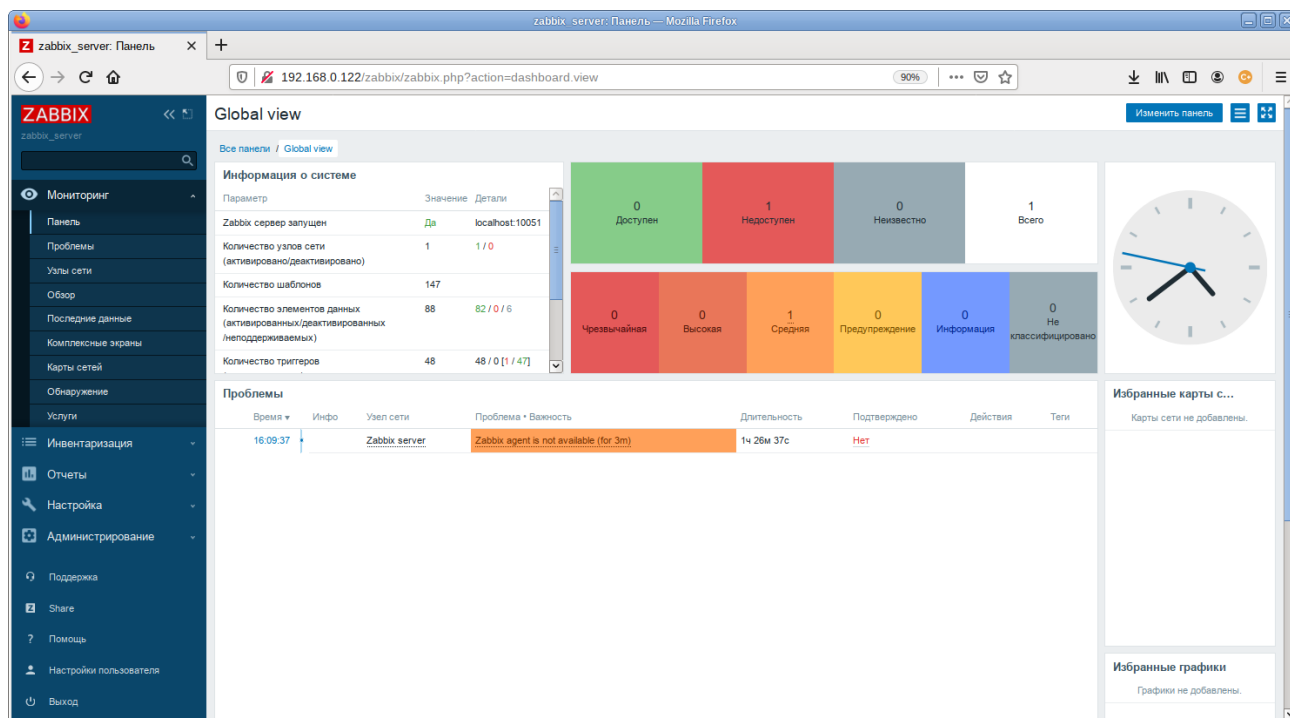 zabbix_server: Панель — Mozilla Firefox
zabbix_server: Панель
192.168.0.122/zabbix/zabbix.php?action=dashboard.view
90%
ZABBIX
zabbix_server
Мониторинг
Панель
Проблемы
Узлы сети
Обзор
Последние данные
Комплексные экраны
Карты сетей
Обнаружение
Услуги
Инвентаризация
Отчеты
Настройка
Администрирование
Поддержка
Share
Помощь
Настройки пользователя
Выход
Global view
Изменить панель
Все панели / Global view
Информация о системе
Параметр Значение Детали
Zabbix сервер запущен Да localhost:10051
Количество узлов сети 1 1 / 0
(активировано/деактивировано)
Количество шаблонов 147
Количество элементов данных 88 82 / 0 / 6
(активированных/деактивированных
/неподдерживаемых)
Количество триггеров 48 48 / 0 [1 / 47]
0 1 0 1
Доступен Недоступен Неизвестно Всего
0 0 1 0 0 0
Чрезвычайная Высокая Средняя Предупреждение Информация Не
классифицировано
Проблемы
Время Инфо Узел сети Проблема • Важность Длительность Подтверждено Действия Теги
16:09:37 Zabbix server Zabbix agent is not available (for 3m) 1ч 26м 37с Нет
Избранные карты с...
Карты сети не добавлены.
Избранные графики
Графики не добавлены.